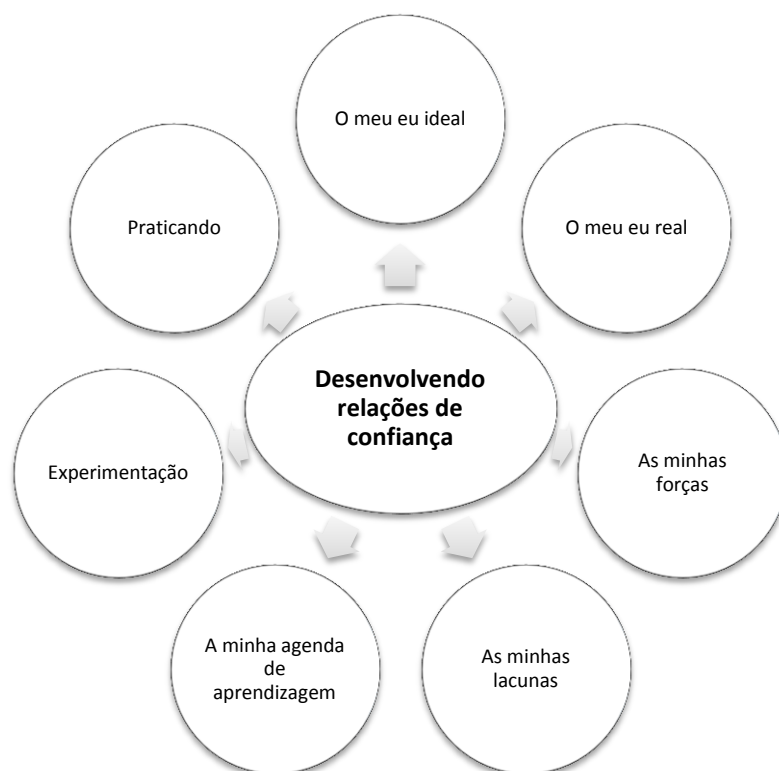 O meu eu ideal
Praticando
O meu eu real
Desenvolvendo
relações de
confiança
Experimentação
As minhas
forças
A minha agenda
de
aprendizagem
As minhas
lacunas